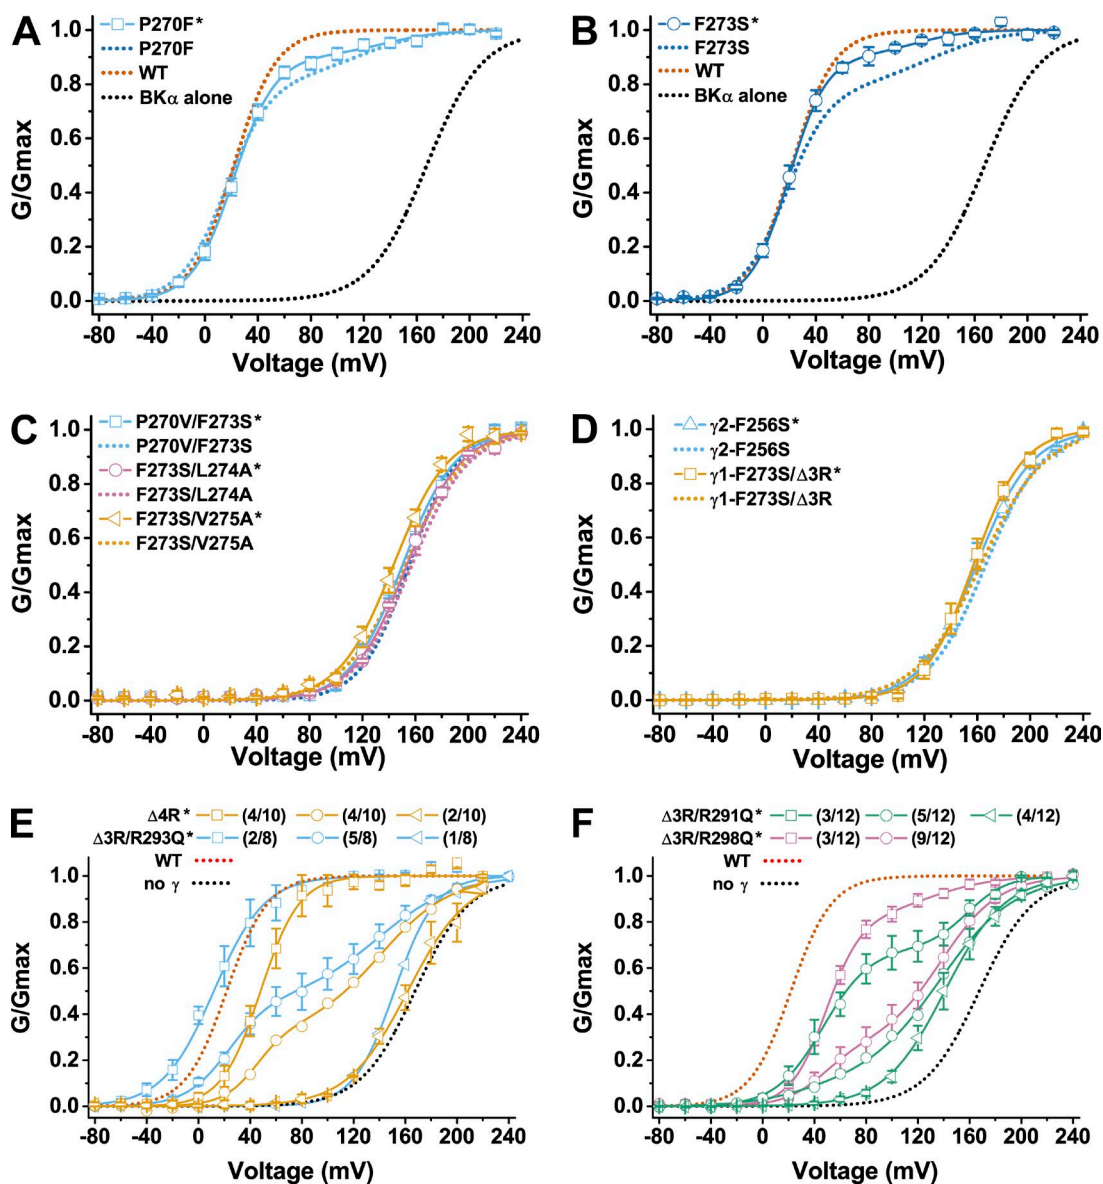 A
P270F*
P270F
WT
BKα alone
G/Gmax
1.0
0.8
0.6
0.4
0.2
0.0
-80 -40 0 40 80 120 160 200 240
Voltage (mV)
B
F273S*
F273S
WT
BKα alone
G/Gmax
1.0
0.8
0.6
0.4
0.2
0.0
-80 -40 0 40 80 120 160 200 240
Voltage (mV)
C
P270V/F273S*
P270V/F273S
F273S/L274A*
F273S/L274A
F273S/V275A*
F273S/V275A
G/Gmax
1.0
0.8
0.6
0.4
0.2
0.0
-80 -40 0 40 80 120 160 200 240
Voltage (mV)
D
γ2-F256S*
γ2-F256S
γ1-F273S/Δ3R*
γ1-F273S/Δ3R
G/Gmax
1.0
0.8
0.6
0.4
0.2
0.0
-80 -40 0 40 80 120 160 200 240
Voltage (mV)
E
Δ4R* (4/10) (4/10) (2/10)
Δ3R/R293Q* (2/8) (5/8) (1/8)
WT
no γ
G/Gmax
1.0
0.8
0.6
0.4
0.2
0.0
-80 -40 0 40 80 120 160 200 240
Voltage (mV)
F
Δ3R/R291Q* (3/12) (5/12) (4/12)
Δ3R/R298Q* (3/12) (9/12)
WT
no γ
G/Gmax
1.0
0.8
0.6
0.4
0.2
0.0
-80 -40 0 40 80 120 160 200 240
Voltage (mV)